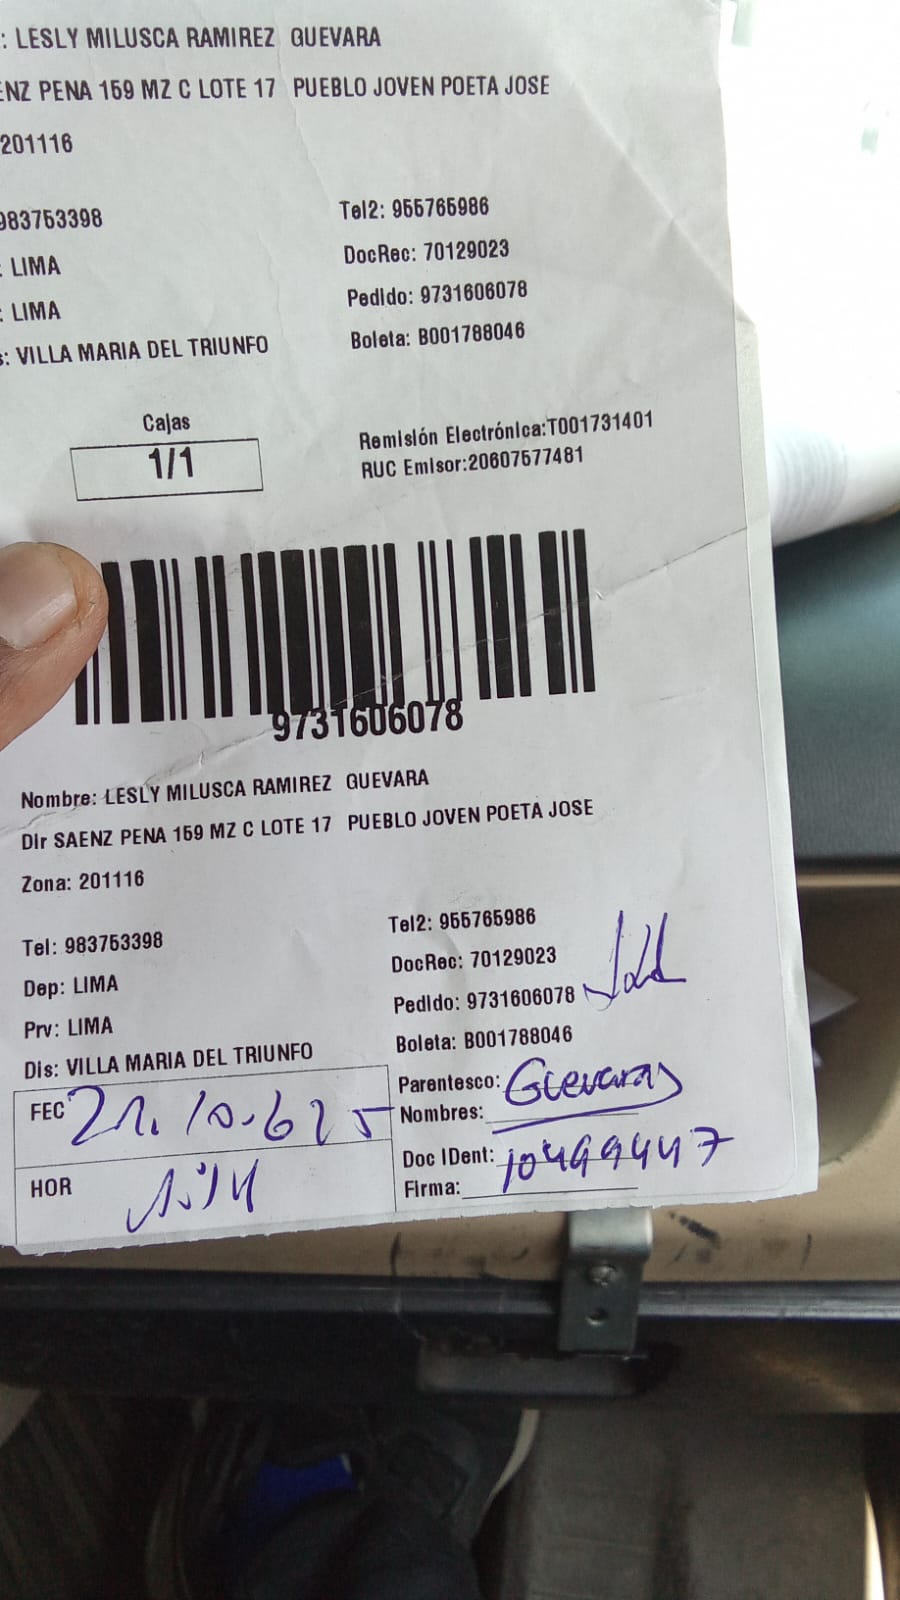 : LESLY MILUSCA RAMIREZ GUEVARA
ENZ PENA 159 MZ C LOTE 17 PUEBLO JOVEN POETA JOSE
201116
983753398
Tel2: 955765986
: LIMA
DocRec: 70129023
: LIMA
Pedido: 9731606078
s: VILLA MARIA DEL TRIUNFO
Boleta: B001788046
Cajas
1/1
Remisión Electrónica:T001731401
RUC Emisor:20607577481
9731606078
Nombre: LESLY MILUSCA RAMIREZ GUEVARA
Dir SAENZ PENA 159 MZ C LOTE 17 PUEBLO JOVEN POETA JOSE
Zona: 201116
Tel: 983753398
Tel2: 955765986
Dep: LIMA
DocRec: 70129023
Prv: LIMA
Pedido: 9731606078
Dis: VILLA MARIA DEL TRIUNFO
Boleta: B001788046
FEC
Parentesco: Guevara
Nombres:
HOR
Doc IDent: 10499447
Firma: